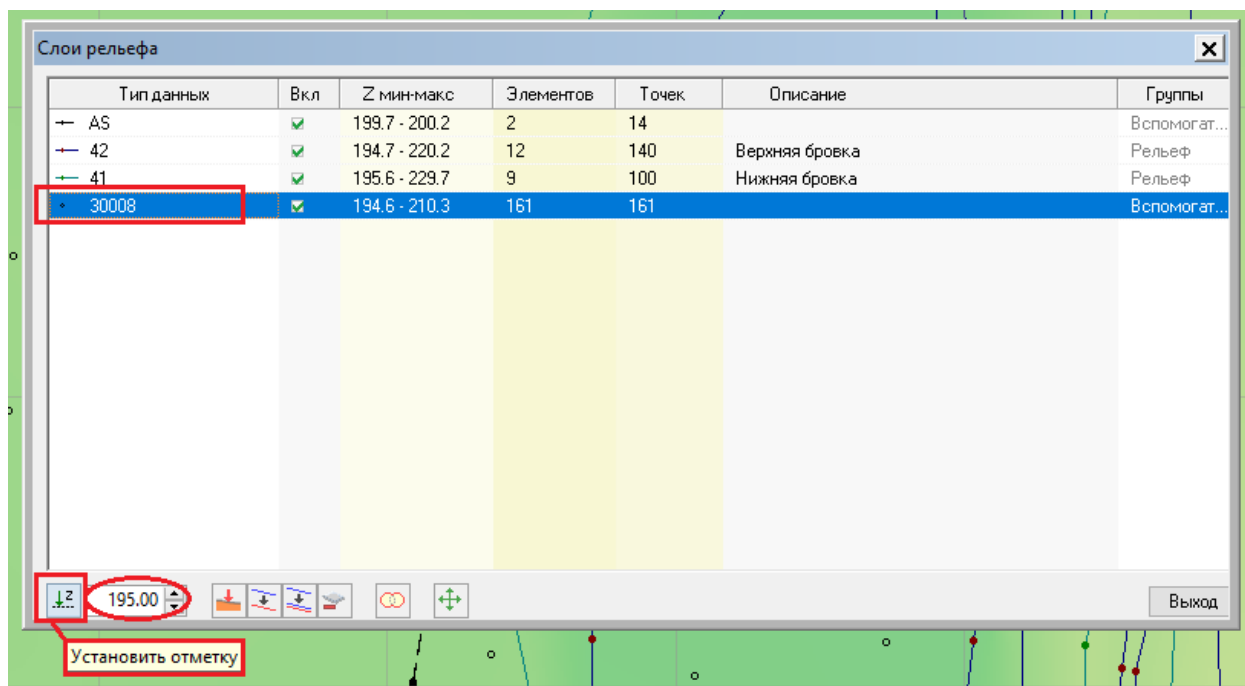 Слои рельефа
Тип данных Вкл Z мин-макс Элементов Точек Описание Группы
AS 199.7 - 200.2 2 14 Вспомогат...
42 194.7 - 220.2 12 140 Верхняя бровка Рельеф
41 195.6 - 229.7 9 100 Нижняя бровка Рельеф
30008 194.6 - 210.3 161 161 Вспомогат...
Z 195.00 Выход
Установить отметку